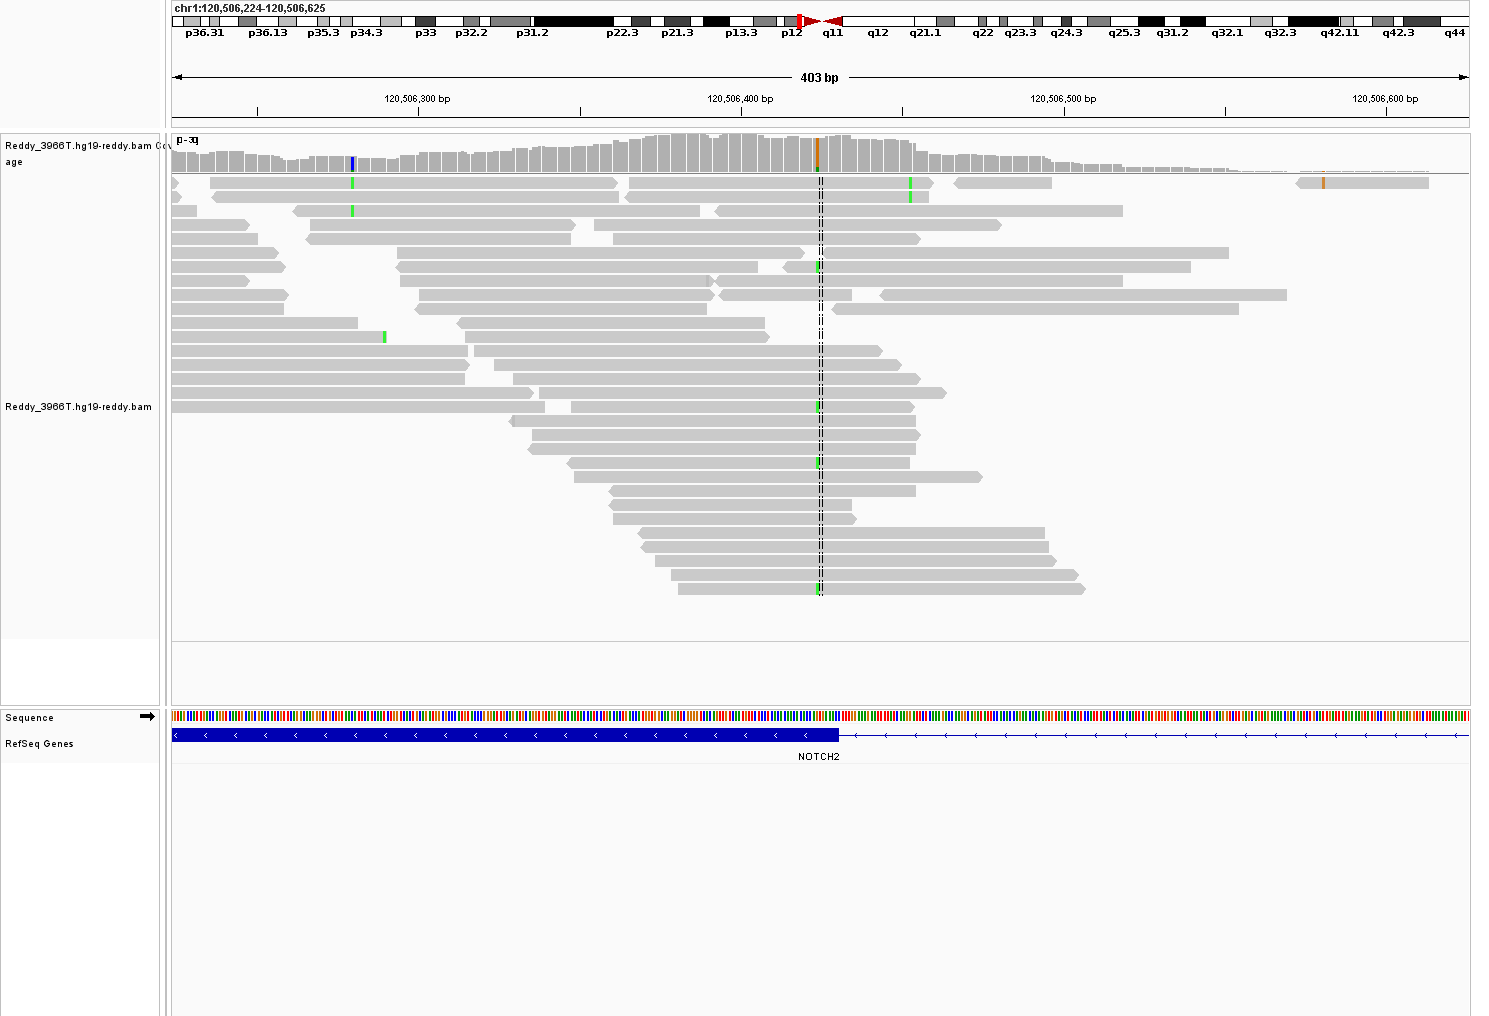 chr1:120,506,224-120,506,625
p36.31 p36.13 p35.3 p34.3 p33 p32.2 p31.2 p22.3 p21.3 p13.3 p12 q11 q12 q21.1 q22 q23.3 q24.3 q25.3 q31.2 q32.1 q32.3 q42.11 q42.3 q44
403 bp
120,506,300 bp 120,506,400 bp 120,506,500 bp 120,506,600 bp
Reddy_3966T.hg19-reddy.bam Cov
age
Reddy_3966T.hg19-reddy.bam
Sequence
RefSeq Genes
NOTCH2